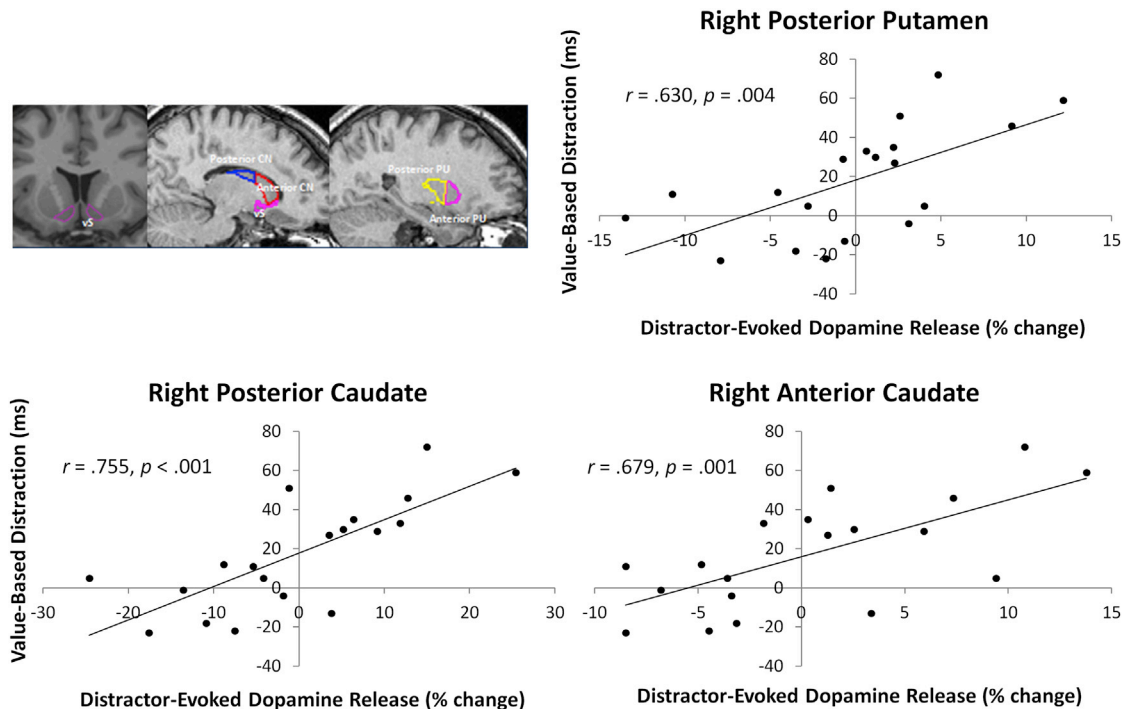 vS
Posterior CN
Anterior CN
vS
Posterior PU
Anterior PU
Right Posterior Putamen
r = .630, p = .004
Value-Based Distraction (ms)
80
60
40
20
0
-20
-40
-15
-10
-5
0
5
10
15
Distractor-Evoked Dopamine Release (% change)
Right Posterior Caudate
r = .755, p < .001
Value-Based Distraction (ms)
80
60
40
20
0
-20
-40
-30
-20
-10
0
10
20
30
Distractor-Evoked Dopamine Release (% change)
Right Anterior Caudate
r = .679, p = .001
80
60
40
20
0
-20
-40
-10
-5
0
5
10
15
Distractor-Evoked Dopamine Release (% change)